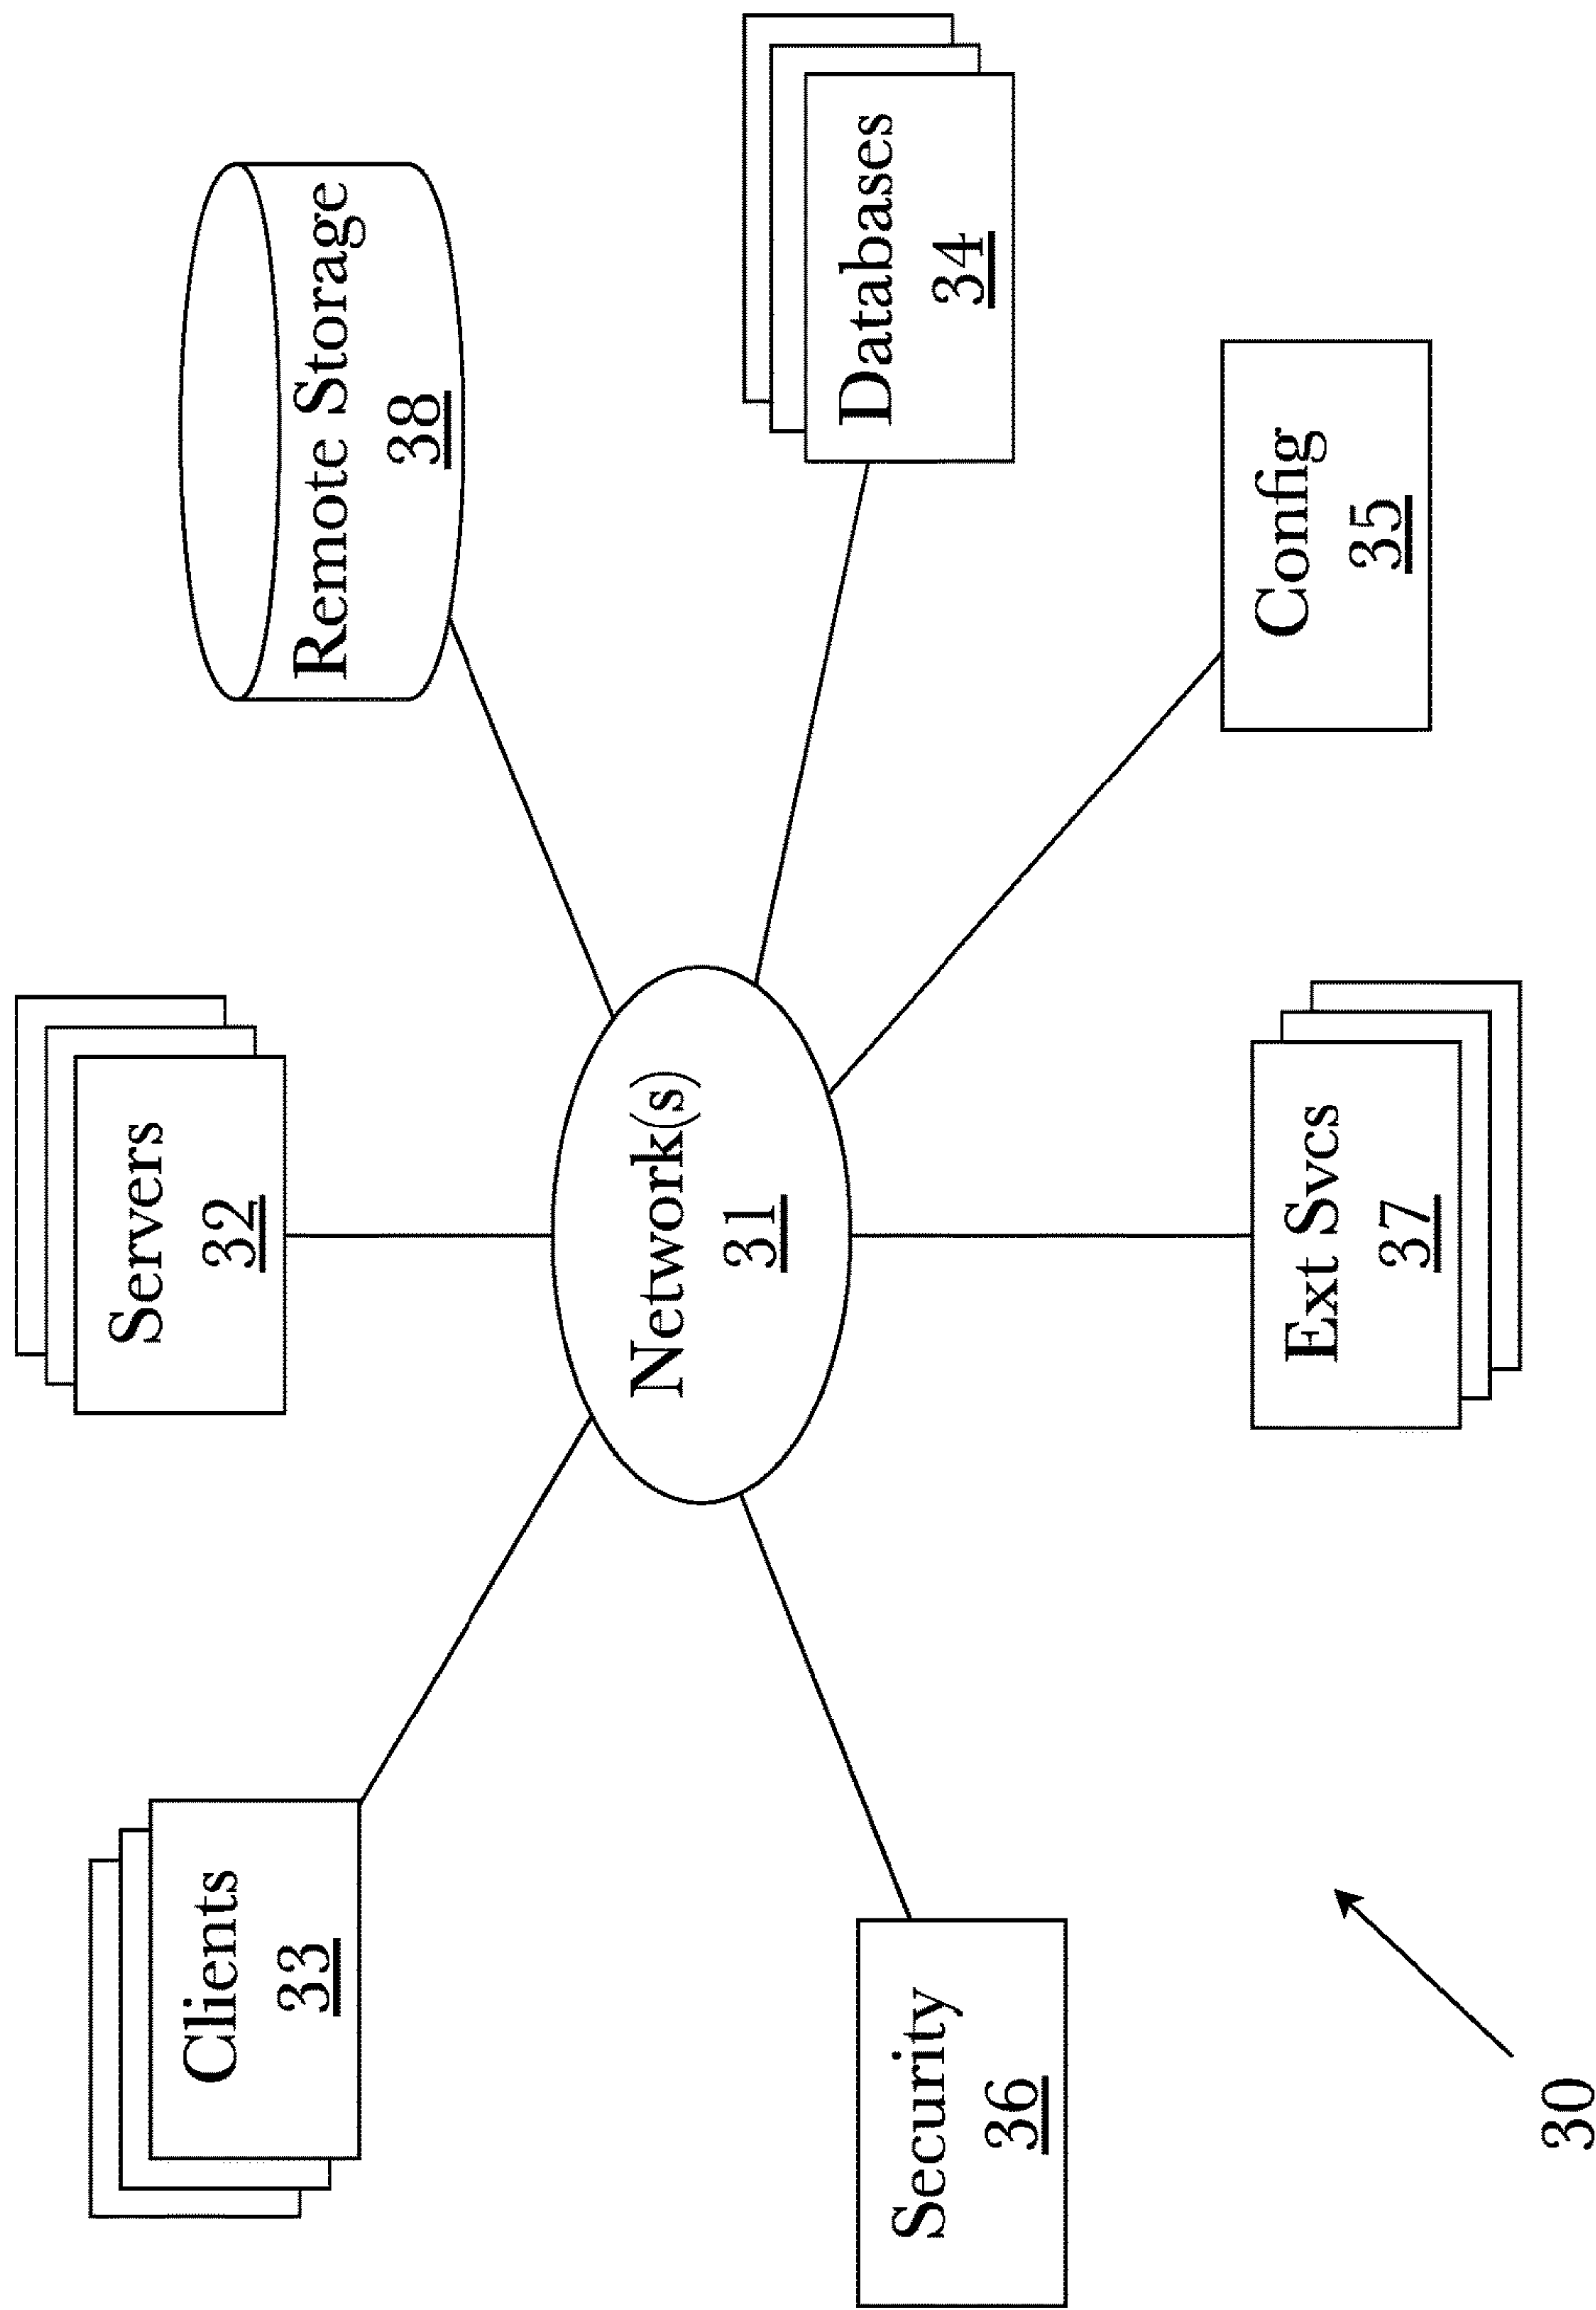 Servers
32
Clients
33
Remote Storage
38
Network(s)
31
Databases
34
Security
36
Ext Svcs
37
Config
35
30